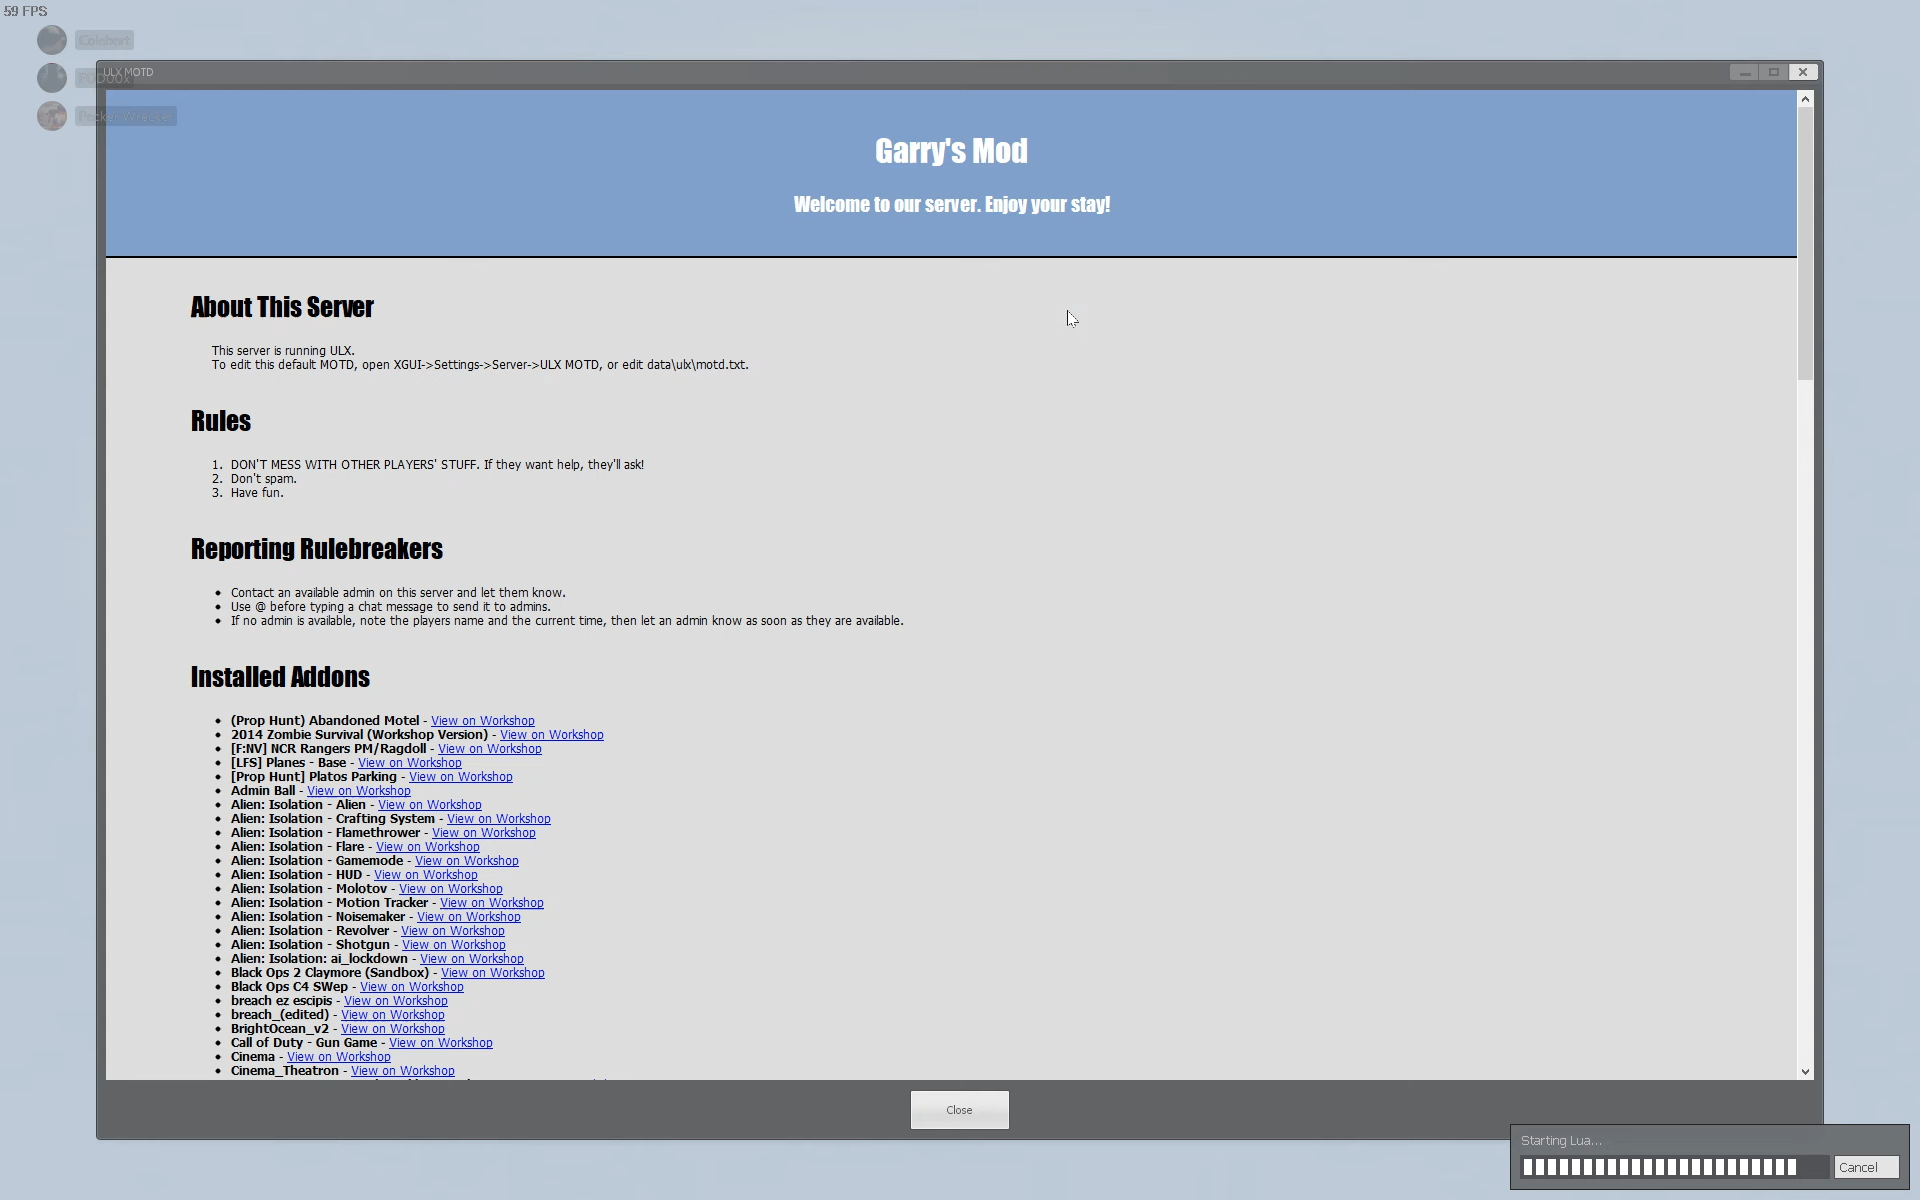 59 FPS
Colohort
ULX MOTD
Packer Wrecker
Garry's Mod
Welcome to our server. Enjoy your stay!
About This Server
This server is running ULX.
To edit this default MOTD, open XGUI->Settings->Server->ULX MOTD, or edit data\ulx\motd.txt.
Rules
1. DON'T MESS WITH OTHER PLAYERS' STUFF. If they want help, they'll ask!
2. Don't spam.
3. Have fun.
Reporting Rulebreakers
• Contact an available admin on this server and let them know.
• Use @ before typing a chat message to send it to admins.
• If no admin is available, note the players name and the current time, then let an admin know as soon as they are available.
Installed Addons
• (Prop Hunt) Abandoned Motel - View on Workshop
• 2014 Zombie Survival (Workshop Version) - View on Workshop
• [F:NV] NCR Rangers PM/Ragdoll - View on Workshop
• [LFS] Planes - Base - View on Workshop
• [Prop Hunt] Platos Parking - View on Workshop
• Admin Ball - View on Workshop
• Alien: Isolation - Alien - View on Workshop
• Alien: Isolation - Crafting System - View on Workshop
• Alien: Isolation - Flamethrower - View on Workshop
• Alien: Isolation - Flare - View on Workshop
• Alien: Isolation - Gamemode - View on Workshop
• Alien: Isolation - HUD - View on Workshop
• Alien: Isolation - Molotov - View on Workshop
• Alien: Isolation - Motion Tracker - View on Workshop
• Alien: Isolation - Noisemaker - View on Workshop
• Alien: Isolation - Revolver - View on Workshop
• Alien: Isolation - Shotgun - View on Workshop
• Alien: Isolation: ai_lockdown - View on Workshop
• Black Ops 2 Claymore (Sandbox) - View on Workshop
• Black Ops C4 SWep - View on Workshop
• breach ez escipis - View on Workshop
• breach_(edited) - View on Workshop
• BrightOcean_v2 - View on Workshop
• Call of Duty - Gun Game - View on Workshop
• Cinema - View on Workshop
• Cinema_Theatron - View on Workshop
Close
Starting Lua...
Cancel